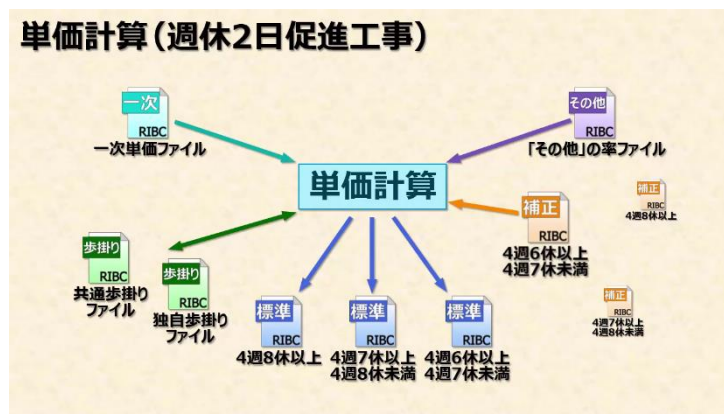 単価計算（週休2日促進工事）
一次
RIBC
一次単価ファイル
その他
RIBC
「その他」の率ファイル
単価計算
補正
RIBC
4週6休以上
4週7休未満
補正
RIBC
4週8休以上
歩掛り
RIBC
共通歩掛り
ファイル
歩掛り
RIBC
独自歩掛り
ファイル
標準
RIBC
4週8休以上
標準
RIBC
4週7休以上
4週8休未満
標準
RIBC
4週6休以上
4週7休未満
補正
RIBC
4週7休以上
4週8休未満